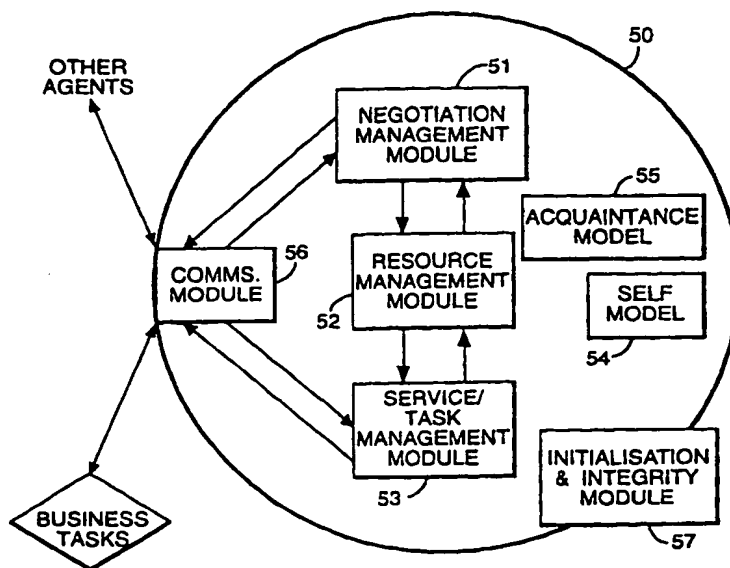 50
OTHER
AGENTS
51
NEGOTIATION
MANAGEMENT
MODULE
55
ACQUAINTANCE
MODEL
COMMS.
MODULE
56
RESOURCE
MANAGEMENT
MODULE
52
SELF
MODEL
54
SERVICE/
TASK
MANAGEMENT
MODULE
53
INITIALISATION
& INTEGRITY
MODULE
57
BUSINESS
TASKS